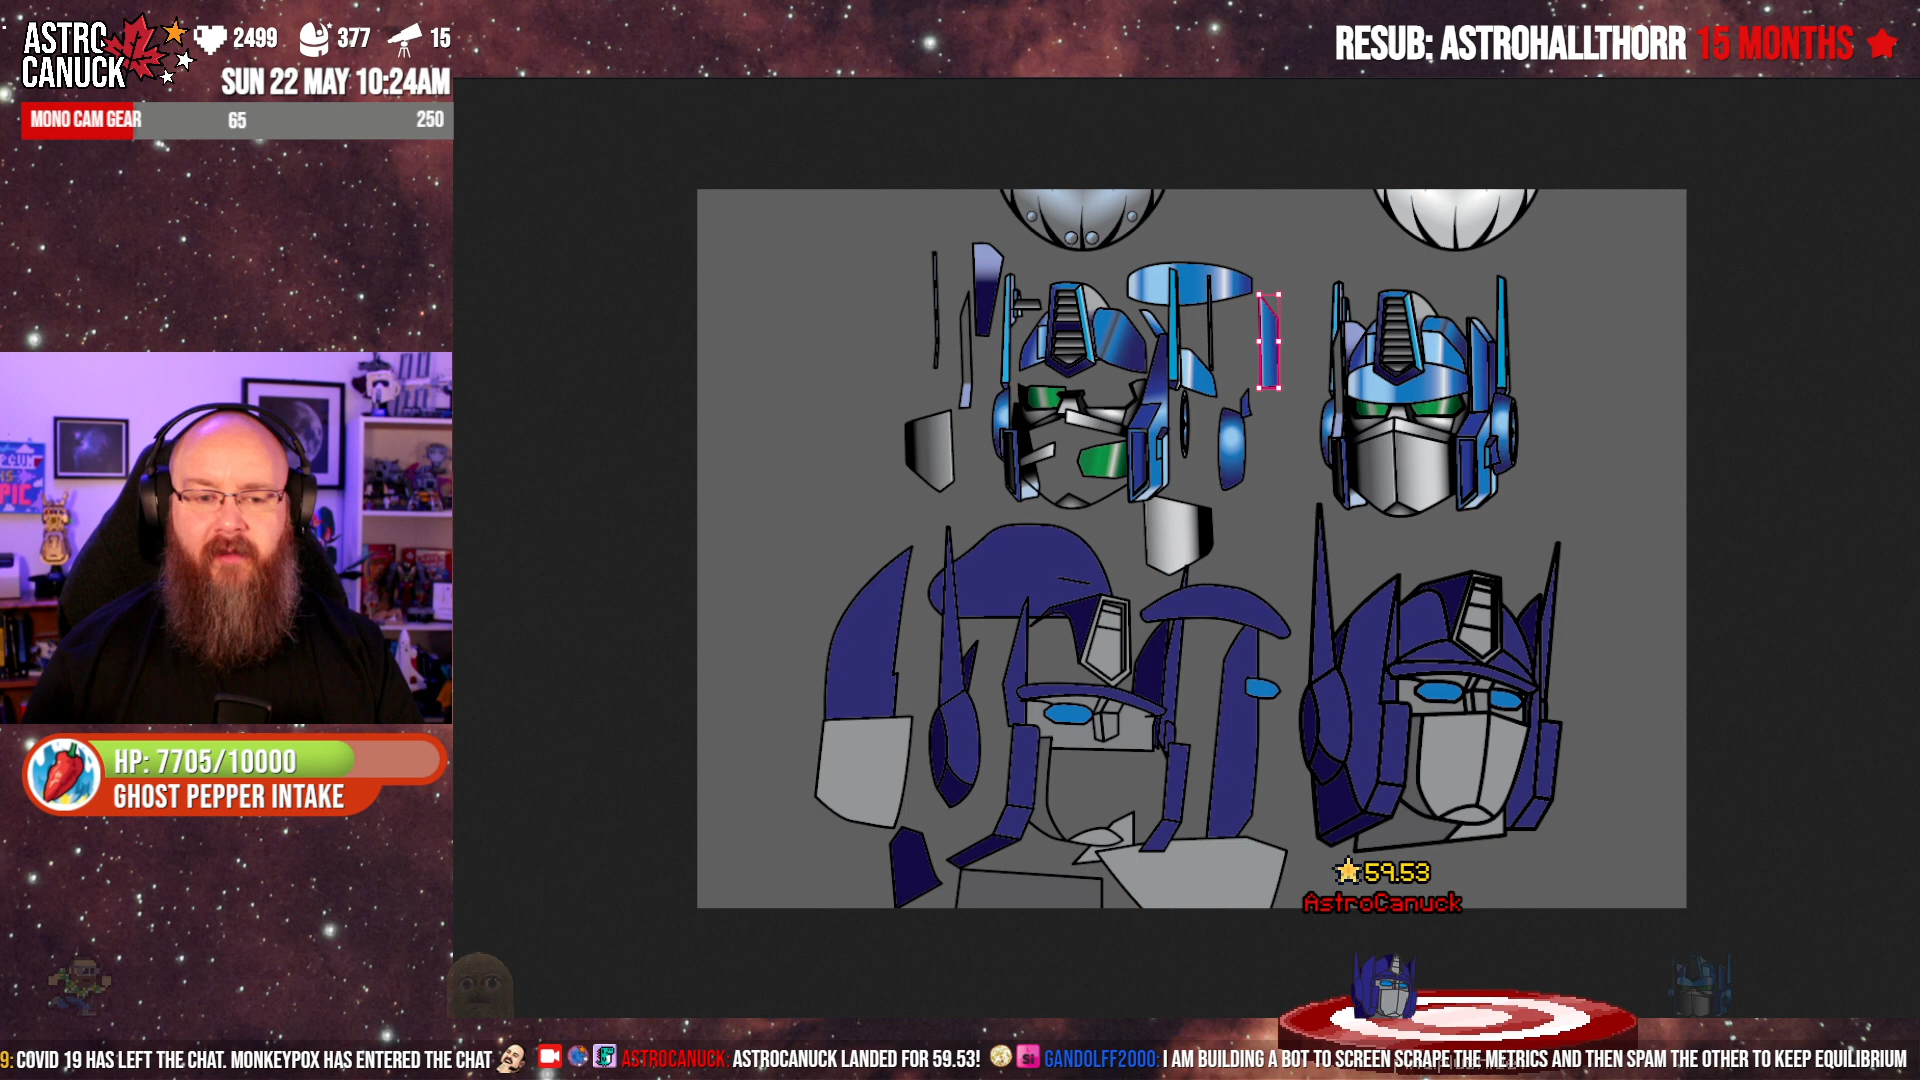 ASTRO
CANUCK
2499
377
15
SUN 22 MAY 10:24AM
MONO CAM GEAR
65
250
RESUB: ASTROHALLTHORR 15 MONTHS
HP: 7705/10000
GHOST PEPPER INTAKE
59.53
AstroCanuck
9: COVID 19 HAS LEFT THE CHAT. MONKEYPOX HAS ENTERED THE CHAT
ASTROCANUCK: ASTROCANUCK LANDED FOR 59.53!
GANDOLFF2000: I AM BUILDING A BOT TO SCREEN SCRAPE THE METRICS AND THEN SPAM THE OTHER TO KEEP EQUILIBRIUM